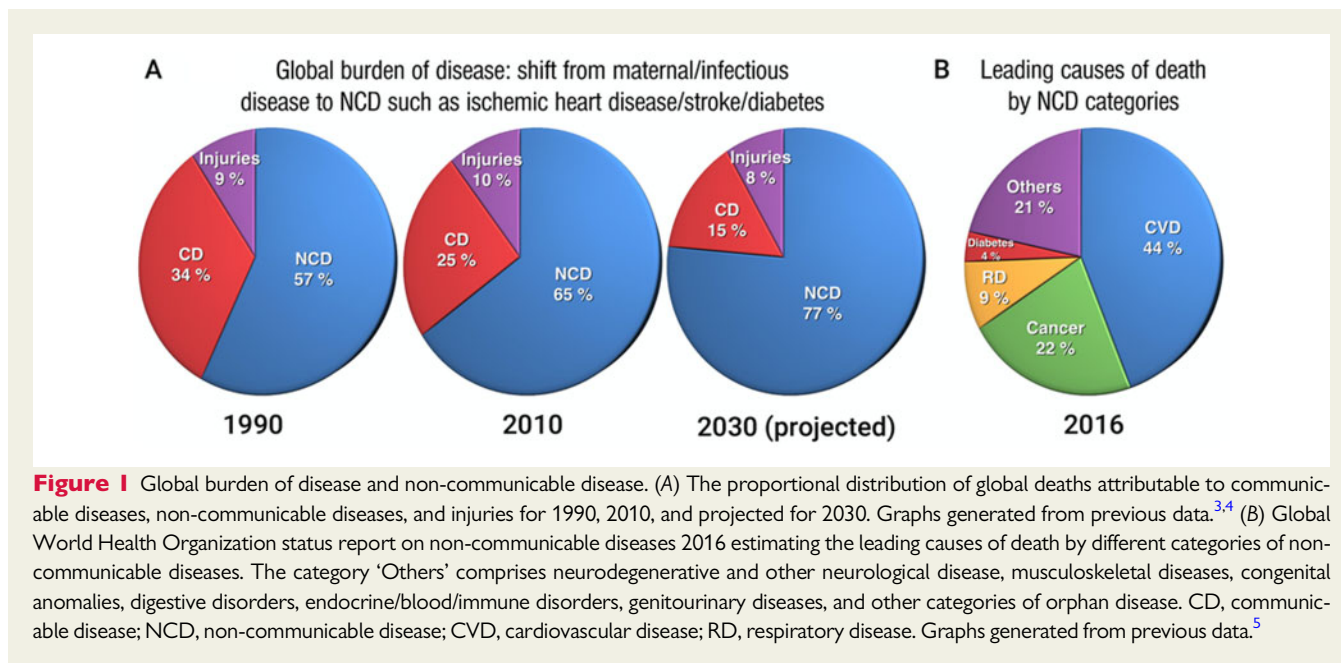 A
Global burden of disease: shift from maternal/infectious
disease to NCD such as ischemic heart disease/stroke/diabetes
B
Leading causes of death
by NCD categories
Injuries
9 %
CD
34 %
NCD
57 %
1990
Injuries
10 %
CD
25 %
NCD
65 %
2010
Injuries
8 %
CD
15 %
NCD
77 %
2030 (projected)
Others
21 %
CVD
44 %
Diabetes
4 %
RD
9 %
Cancer
22 %
2016
Figure 1 Global burden of disease and non-communicable disease. (A) The proportional distribution of global deaths attributable to communic-
able diseases, non-communicable diseases, and injuries for 1990, 2010, and projected for 2030. Graphs generated from previous data.3,4 (B) Global
World Health Organization status report on non-communicable diseases 2016 estimating the leading causes of death by different categories of non-
communicable diseases. The category ‘Others’ comprises neurodegenerative and other neurological disease, musculoskeletal diseases, congenital
anomalies, digestive disorders, endocrine/blood/immune disorders, genitourinary diseases, and other categories of orphan disease. CD, communic-
able disease; NCD, non-communicable disease; CVD, cardiovascular disease; RD, respiratory disease. Graphs generated from previous data.5